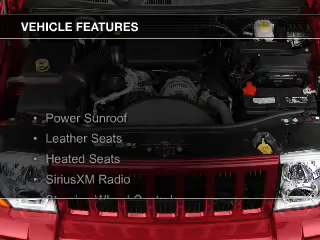 VEHICLE FEATURES
• Power Sunroof
• Leather Seats
• Heated Seats
• SiriusXM Radio